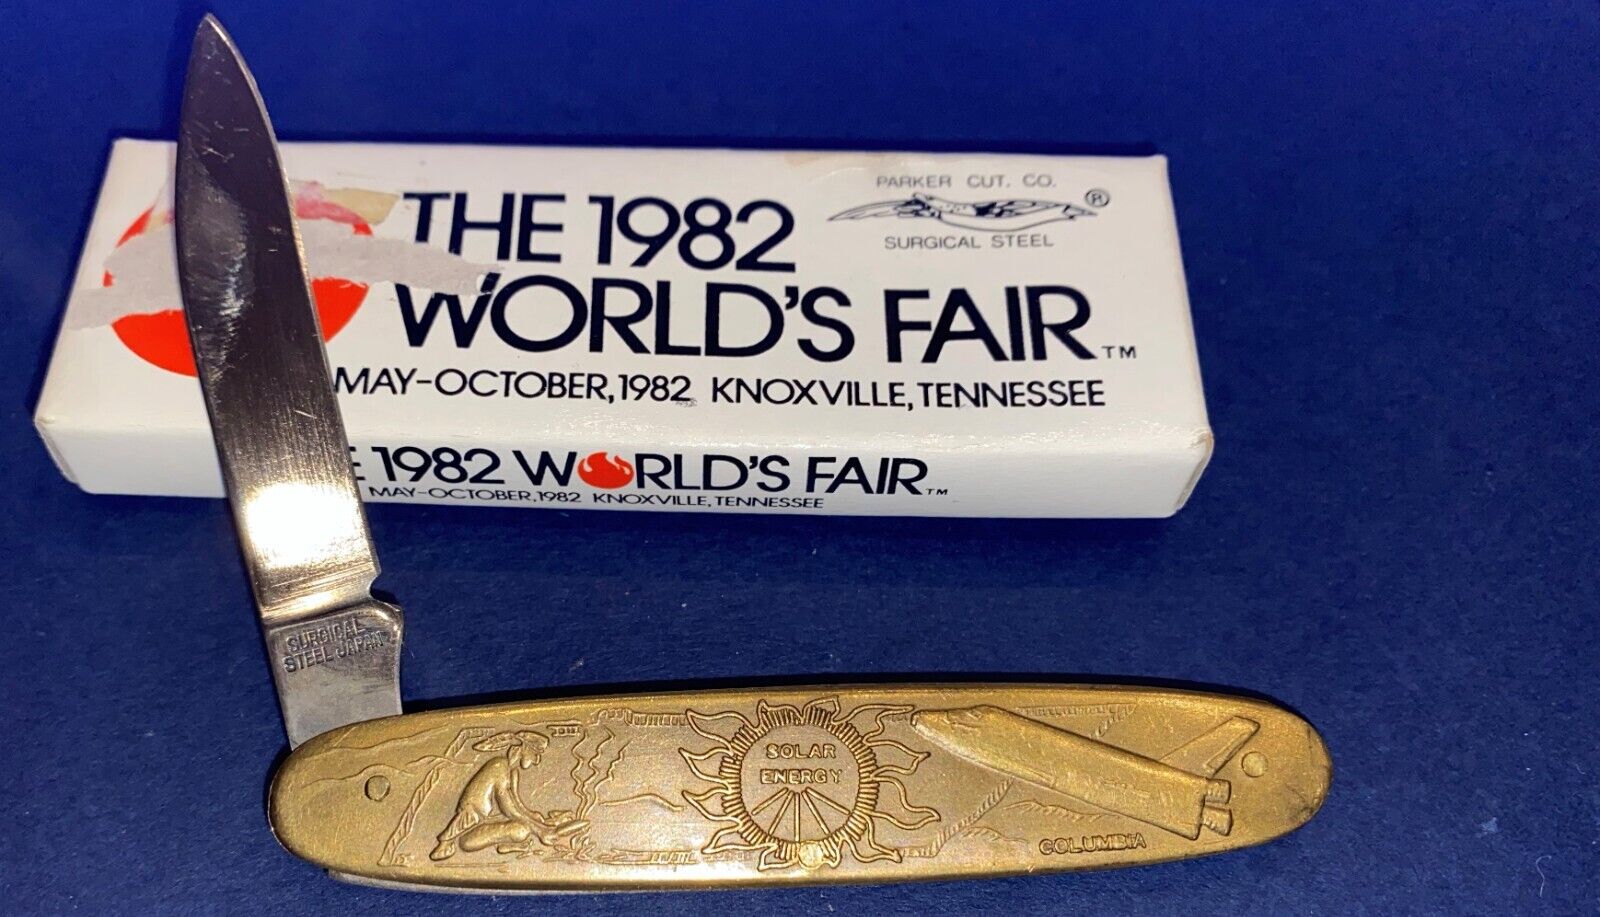 PARKER CUT. CO.
®
SURGICAL STEEL
THE 1982
WORLD'S FAIR™
MAY-OCTOBER, 1982 KNOXVILLE, TENNESSEE
1982 WORLD'S FAIR™
MAY-OCTOBER, 1982 KNOXVILLE, TENNESSEE
SURGICAL
STEEL JAPAN
SOLAR
ENERGY
COLUMBIA